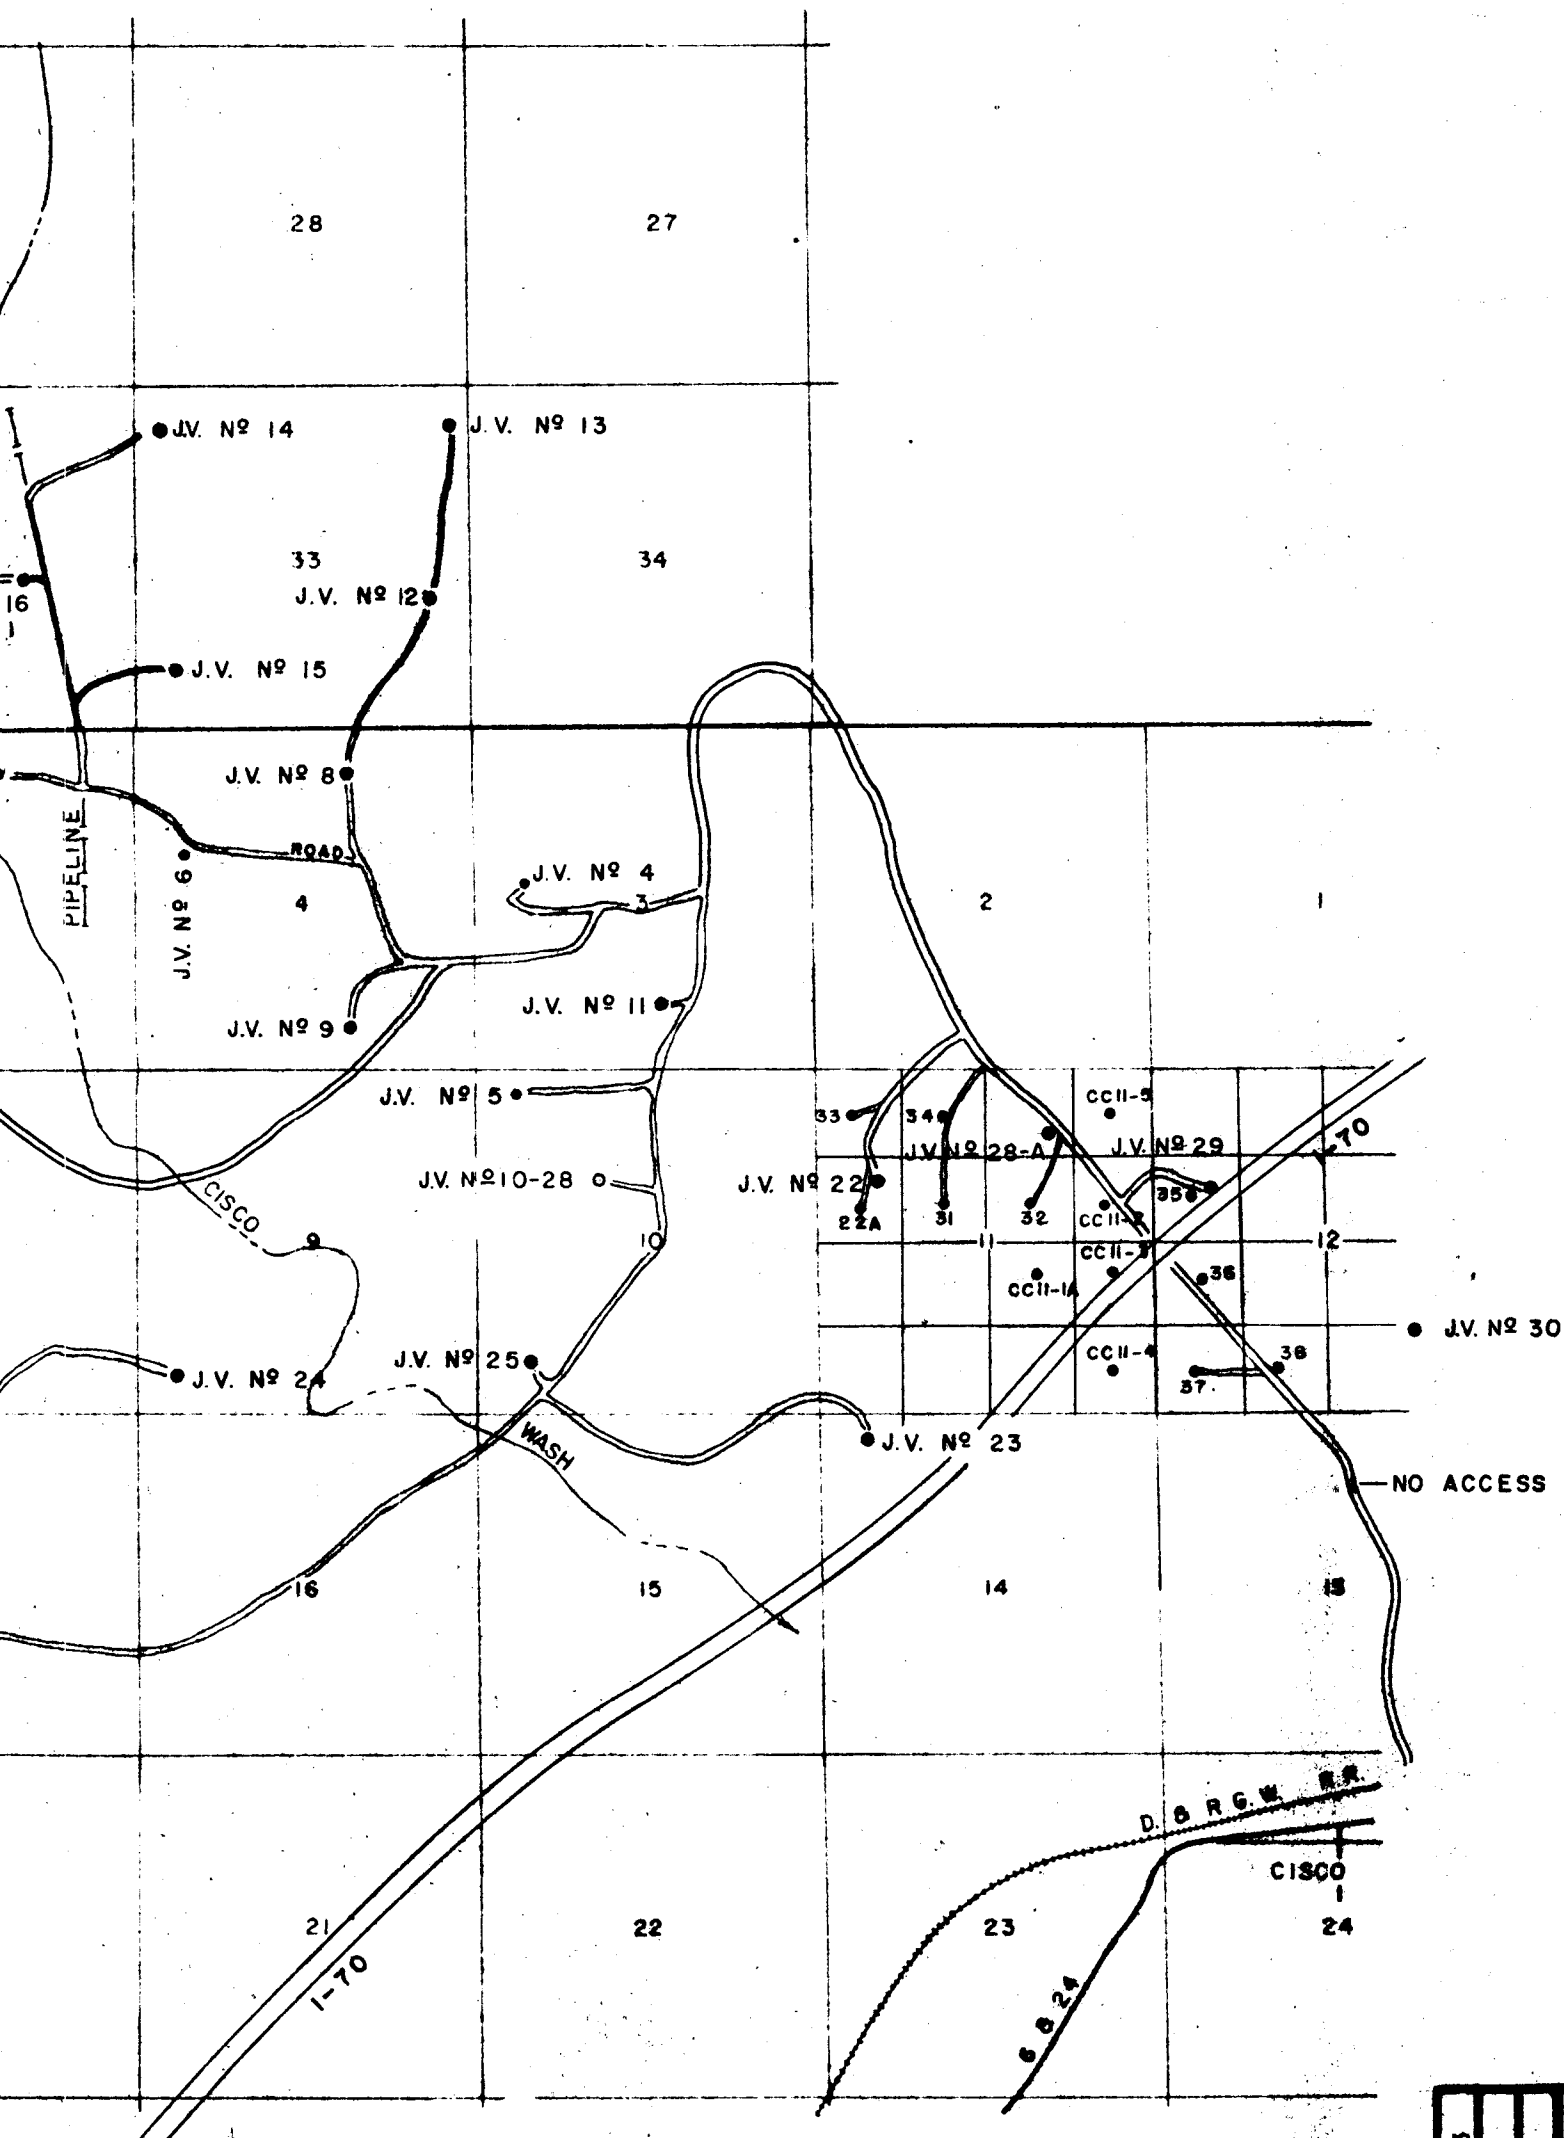 28
27
J.V. Nº 14
J.V. Nº 13
33
34
16
1
J.V. Nº 12
J.V. Nº 15
J.V. Nº 8
PIPELINE
ROAD
J.V. Nº 6
4
J.V. Nº 4
3
2
1
J.V. Nº 11
J.V. Nº 9
J.V. Nº 5
CC11-5
33
34
I-70
J.V. Nº 28-A
J.V. Nº 29
J.V. Nº 10-28
J.V. Nº 22
35
CISCO
22A
31
32
CC11-2
9
10
11
12
CC11-3
36
CC11-1A
J.V. Nº 30
J.V. Nº 24
J.V. Nº 25
CC11-4
38
37
WASH
J.V. Nº 23
NO ACCESS
16
15
14
13
D. & R.G.W. R.R.
CISCO
21
22
23
24
I-70
6 & 24